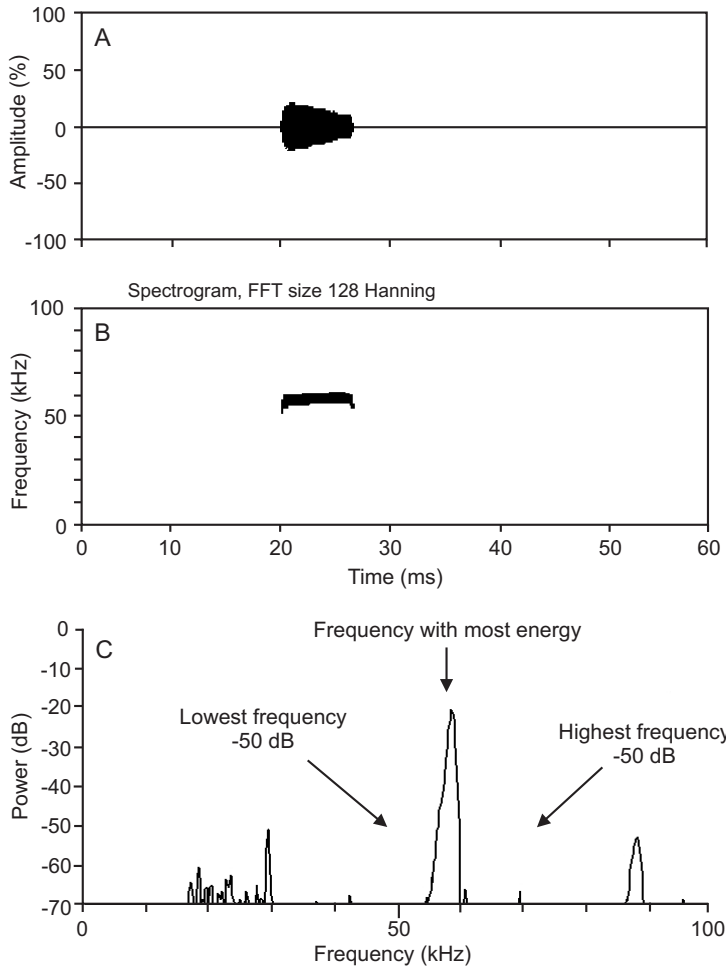 A
100
50
0
-50
-100
Amplitude (%)
Spectrogram, FFT size 128 Hanning
B
100
50
0
Frequency (kHz)
0 10 20 30 40 50 60
Time (ms)
C
Frequency with most energy
Lowest frequency
-50 dB
Highest frequency
-50 dB
0
-10
-20
-30
-40
-50
-60
-70
Power (dB)
0 50 100
Frequency (kHz)